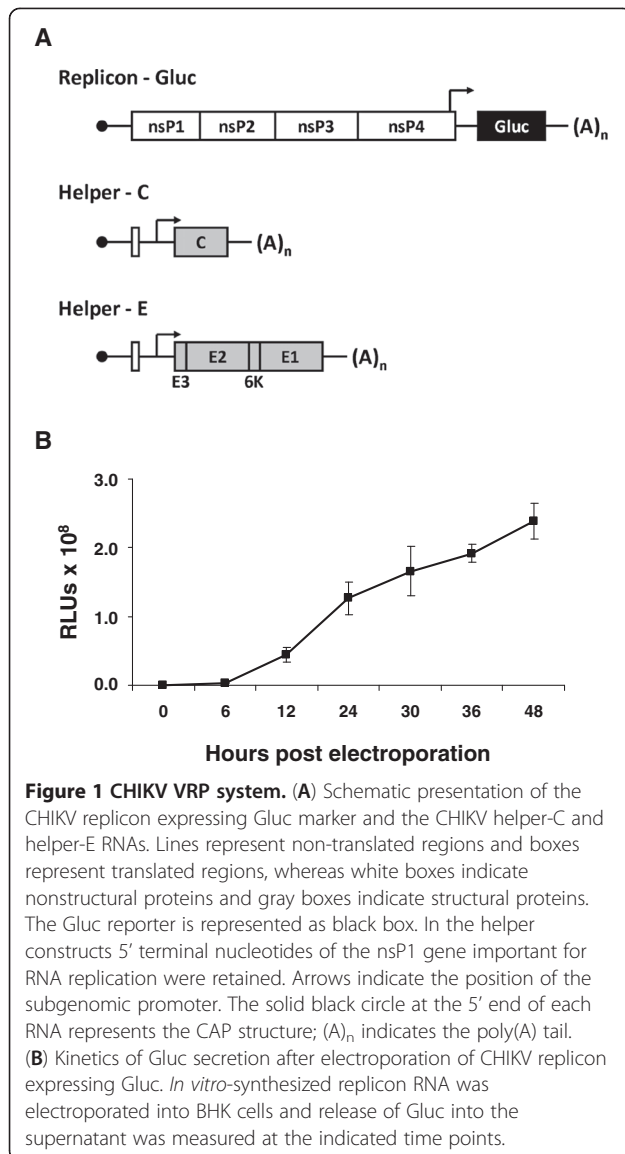 A
Replicon - Gluc
nsP1 nsP2 nsP3 nsP4 Gluc (A)n
Helper - C
C (A)n
Helper - E
E2 E1 (A)n
E3 6K
B
3.0
2.0
1.0
0.0
RLUs x 10⁸
0 6 12 24 30 36 48
Hours post electroporation
Figure 1 CHIKV VRP system. (A) Schematic presentation of the
CHIKV replicon expressing Gluc marker and the CHIKV helper-C and
helper-E RNAs. Lines represent non-translated regions and boxes
represent translated regions, whereas white boxes indicate
nonstructural proteins and gray boxes indicate structural proteins.
The Gluc reporter is represented as black box. In the helper
constructs 5' terminal nucleotides of the nsP1 gene important for
RNA replication were retained. Arrows indicate the position of the
subgenomic promoter. The solid black circle at the 5' end of each
RNA represents the CAP structure; (A)n indicates the poly(A) tail.
(B) Kinetics of Gluc secretion after electroporation of CHIKV replicon
expressing Gluc. In vitro-synthesized replicon RNA was
electroporated into BHK cells and release of Gluc into the
supernatant was measured at the indicated time points.